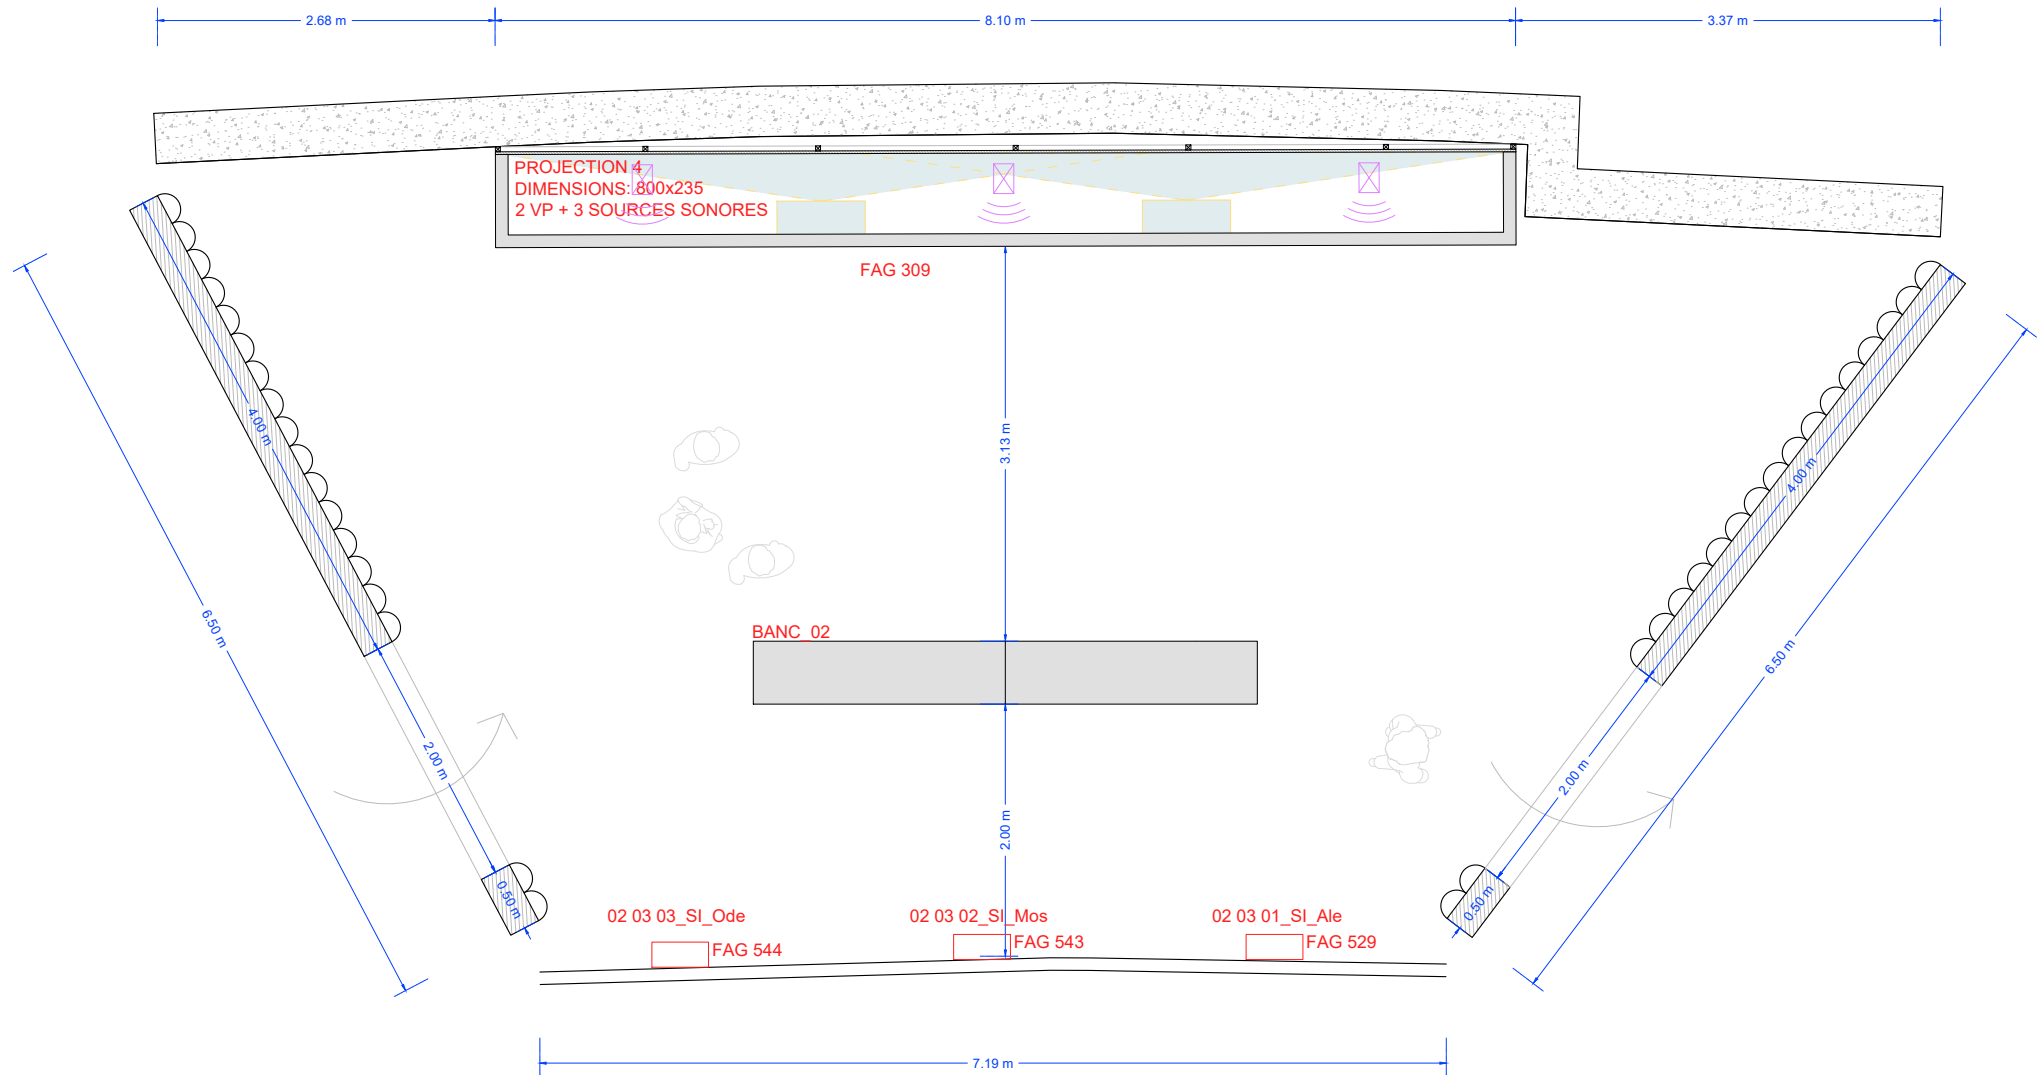 2.68 m
8.10 m
3.37 m
PROJECTION 4
DIMENSIONS: 800x235
2 VP + 3 SOURCES SONORES
FAG 309
4.00 m
3.13 m
4.00 m
6.50 m
BANC_02
6.50 m
2.00 m
2.00 m
2.00 m
0.50 m
0.50 m
02 03 03_SI_Ode
02 03 02_SI_Mos
02 03 01_SI_Ale
FAG 544
FAG 543
FAG 529
7.19 m